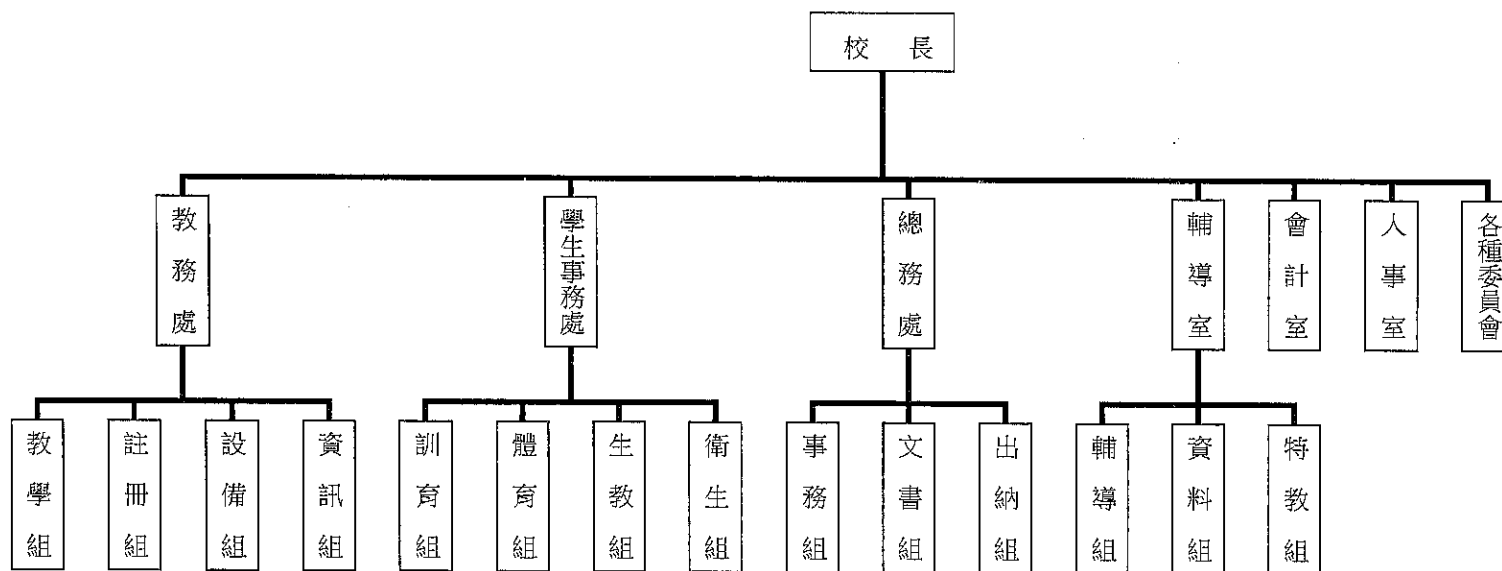 校長
教務處
學生事務處
總務處
輔導室
會計室
人事室
各種委員會
教學組
註冊組
設備組
資訊組
訓育組
體育組
生教組
衛生組
事務組
文書組
出納組
輔導組
資料組
特教組